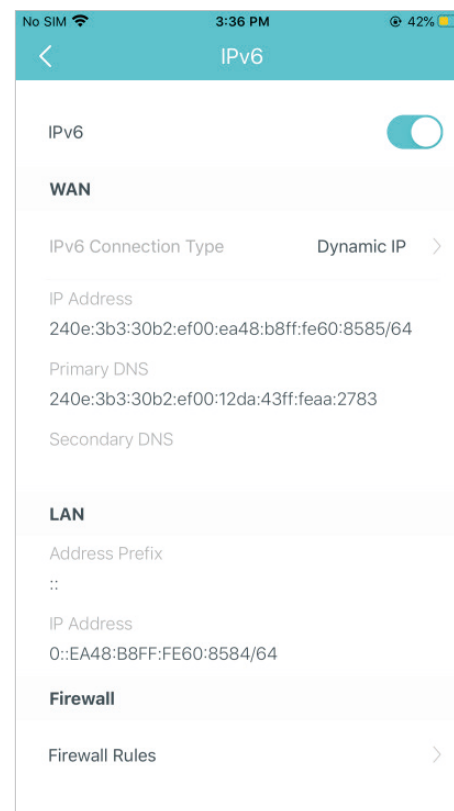 No SIM 3:36 PM 42%
IPv6
IPv6
WAN
IPv6 Connection Type Dynamic IP
IP Address
240e:3b3:30b2:ef00:ea48:b8ff:fe60:8585/64
Primary DNS
240e:3b3:30b2:ef00:12da:43ff:feaa:2783
Secondary DNS
LAN
Address Prefix
::
IP Address
0::EA48:B8FF:FE60:8584/64
Firewall
Firewall Rules